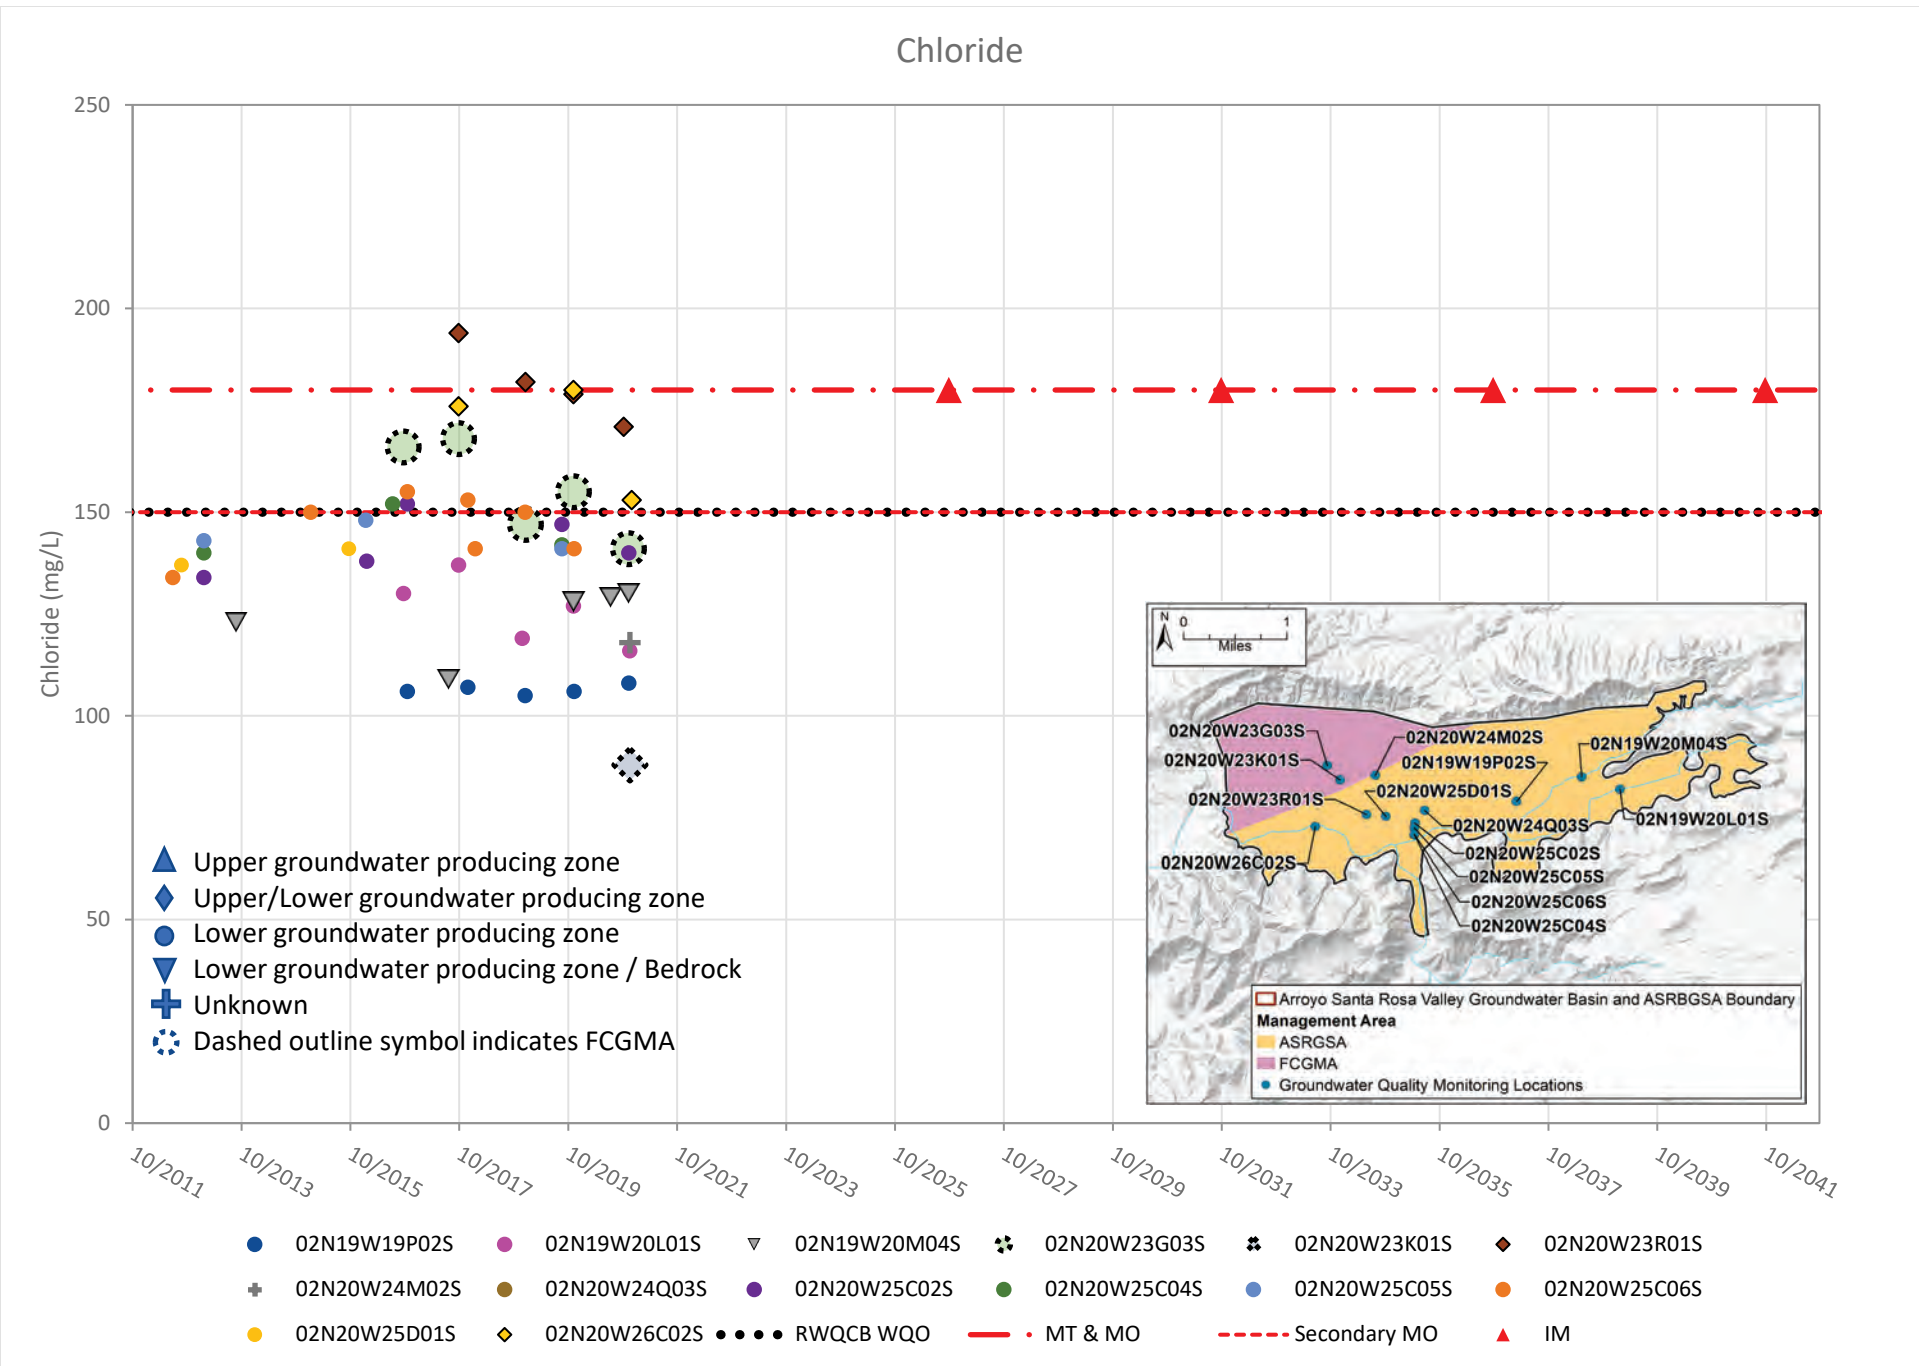 Chloride
250
200
150
100
50
0
Chloride (mg/L)
10/2011
10/2013
10/2015
10/2017
10/2019
10/2021
10/2023
10/2025
10/2027
10/2029
10/2031
10/2033
10/2035
10/2037
10/2039
10/2041
Upper groundwater producing zone
Upper/Lower groundwater producing zone
Lower groundwater producing zone
Lower groundwater producing zone / Bedrock
Unknown
Dashed outline symbol indicates FCGMA
N
0 1
Miles
02N20W23G03S
02N20W23K01S
02N20W23R01S
02N20W26C02S
02N20W24M02S
02N19W19P02S
02N20W25D01S
02N19W20M04S
02N20W24Q03S
02N19W20L01S
02N20W25C02S
02N20W25C05S
02N20W25C06S
02N20W25C04S
Arroyo Santa Rosa Valley Groundwater Basin and ASRBGSA Boundary
Management Area
ASRGSA
FCGMA
Groundwater Quality Monitoring Locations
02N19W19P02S 02N19W20L01S 02N19W20M04S 02N20W23G03S 02N20W23K01S 02N20W23R01S
02N20W24M02S 02N20W24Q03S 02N20W25C02S 02N20W25C04S 02N20W25C05S 02N20W25C06S
02N20W25D01S 02N20W26C02S RWQCB WQO MT & MO Secondary MO IM